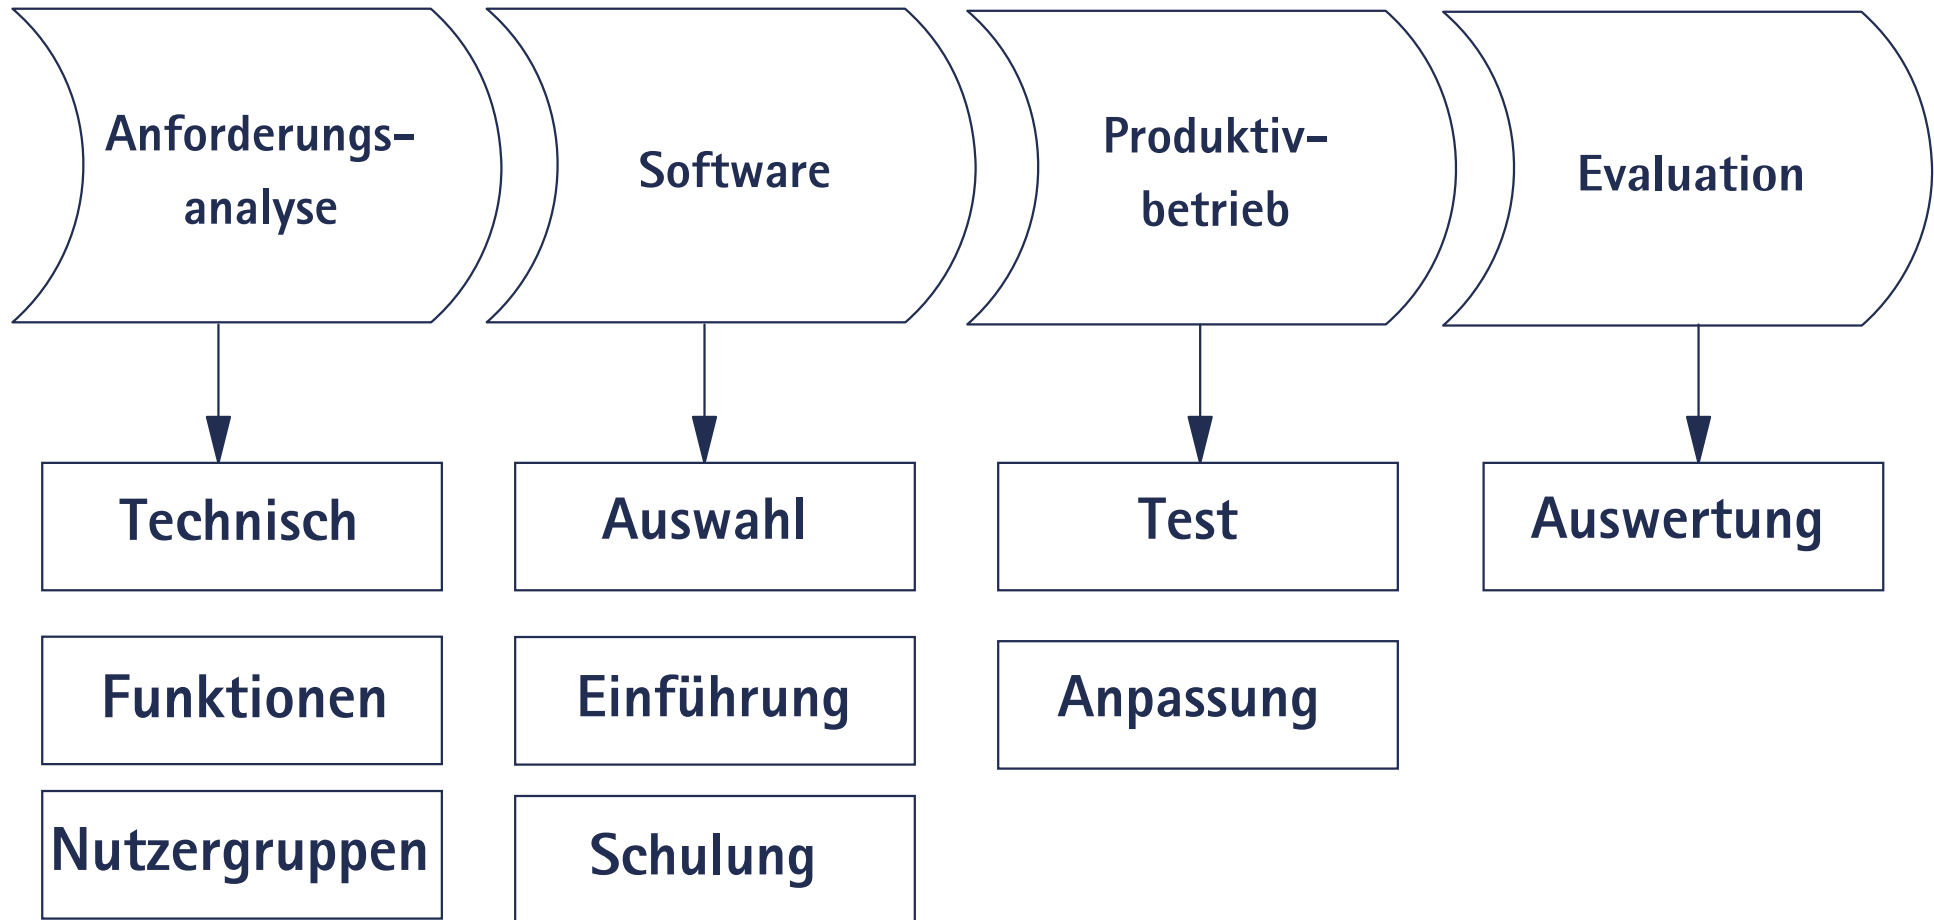 Anforderungs-
analyse
Software
Produktiv-
betrieb
Evaluation
Technisch
Auswahl
Test
Auswertung
Funktionen
Einführung
Anpassung
Nutzergruppen
Schulung